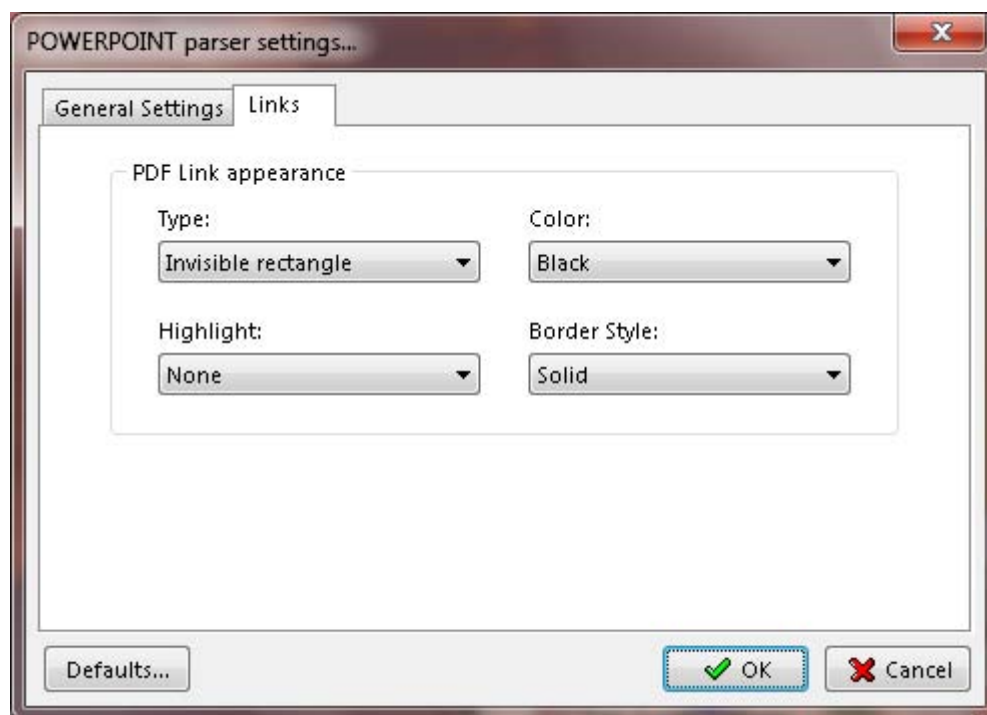 POWERPOINT parser settings...
General Settings Links
PDF Link appearance
Type: Color:
Invisible rectangle Black
Highlight: Border Style:
None Solid
Defaults... OK Cancel